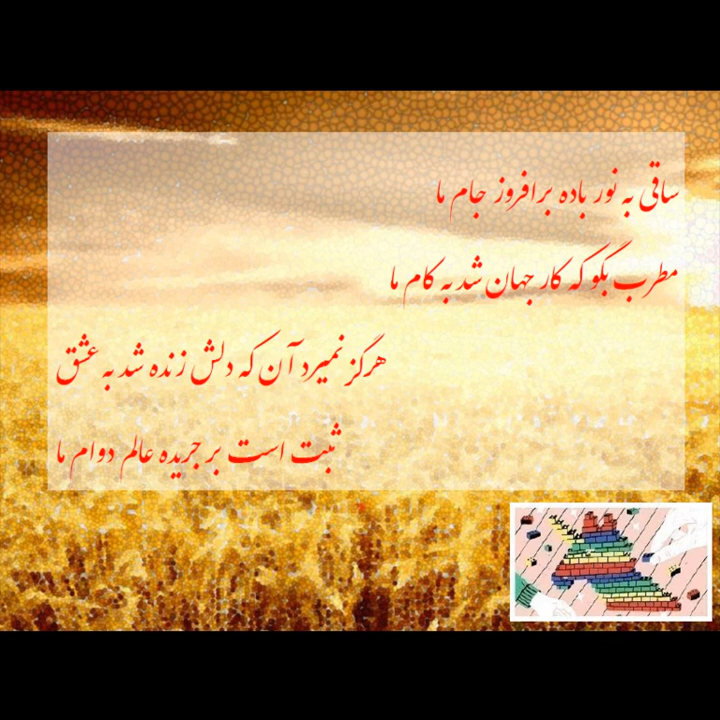 ساقی به نور باده برافروز جام ما
مطرب بگو که کار جهان شد به کام ما
هرگز نمیرد آن که دلش زنده شد به عشق
ثبت است بر جریده عالم دوام ما